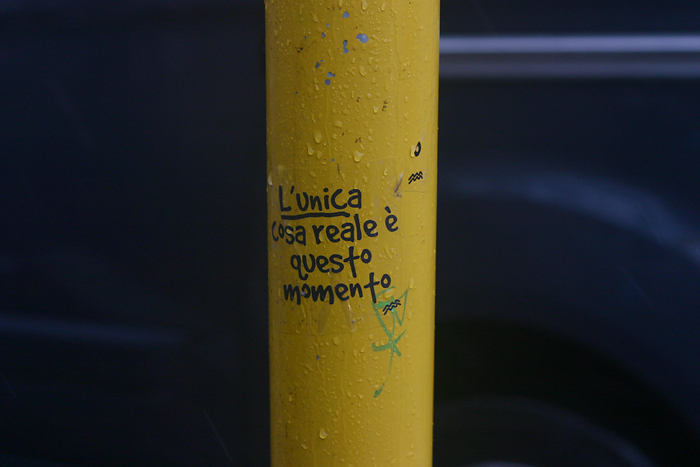 L'unica
cosa reale è
questo
momento